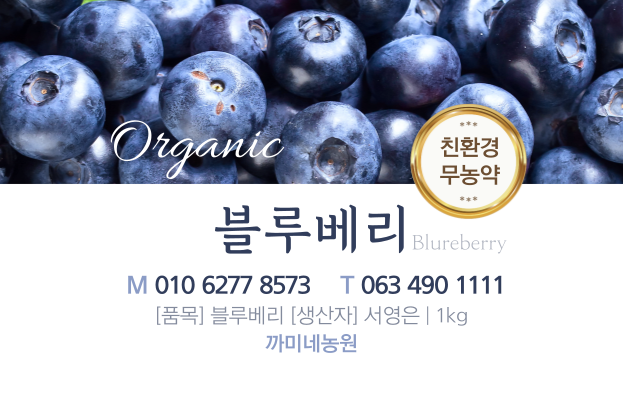 Organic
***
친환경
무농약
***
블루베리 Blureberry
M 010 6277 8573 T 063 490 1111
[품목] 블루베리 [생산자] 서영은 | 1kg
까미네농원